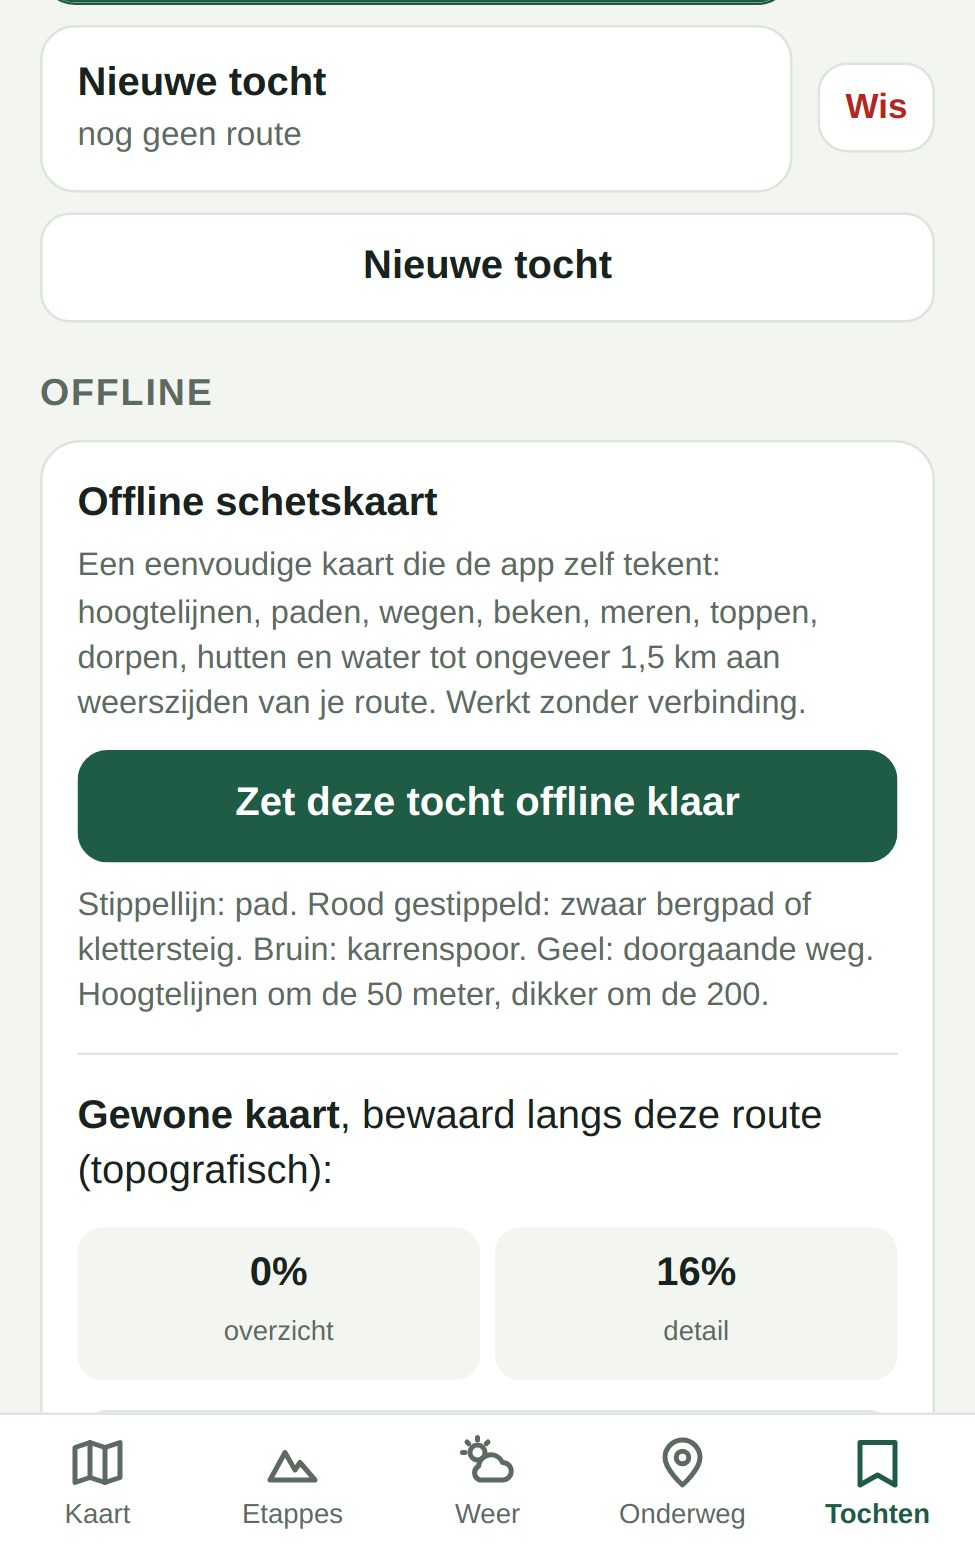 Nieuwe tocht
nog geen route
Wis
Nieuwe tocht
OFFLINE
Offline schetskaart
Een eenvoudige kaart die de app zelf tekent:
hoogtelijnen, paden, wegen, beken, meren, toppen,
dorpen, hutten en water tot ongeveer 1,5 km aan
weerszijden van je route. Werkt zonder verbinding.
Zet deze tocht offline klaar
Stippellijn: pad. Rood gestippeld: zwaar bergpad of
klettersteig. Bruin: karrenspoor. Geel: doorgaande weg.
Hoogtelijnen om de 50 meter, dikker om de 200.
Gewone kaart, bewaard langs deze route
(topografisch):
0%
overzicht
16%
detail
Kaart
Etappes
Weer
Onderweg
Tochten